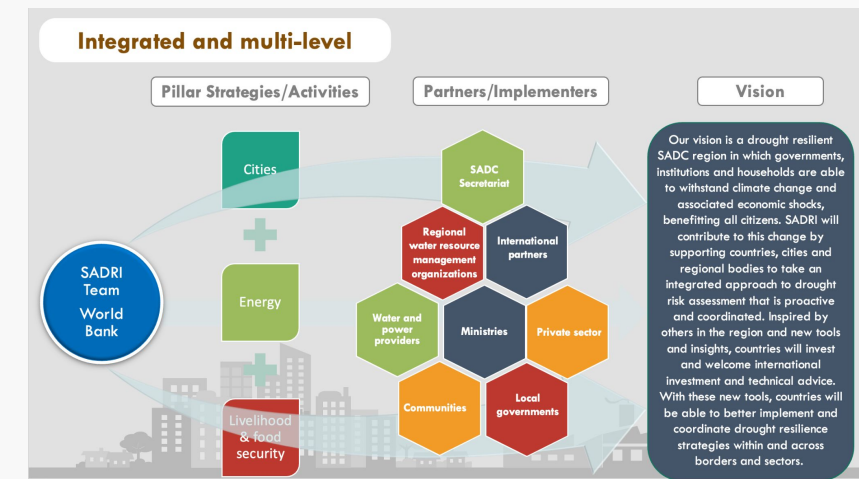 Integrated and multi-level
Pillar Strategies/Activities
Partners/Implementers
Vision
SADRI
Team
World
Bank
Cities
Energy
Livelihood
& food
security
SADC
Secretariat
Regional
water resource
management
organizations
International
partners
Water and
power
providers
Ministries
Private sector
Communities
Local
governments
Our vision is a drought resilient
SADC region in which governments,
institutions and households are able
to withstand climate change and
associated economic shocks,
benefitting all citizens. SADRI will
contribute to this change by
supporting countries, cities and
regional bodies to take an
integrated approach to drought
risk assessment that is proactive
and coordinated. Inspired by
others in the region and new tools
and insights, countries will invest
and welcome international
investment and technical advice.
With these new tools, countries will
be able to better implement and
coordinate drought resilience
strategies within and across
borders and sectors.